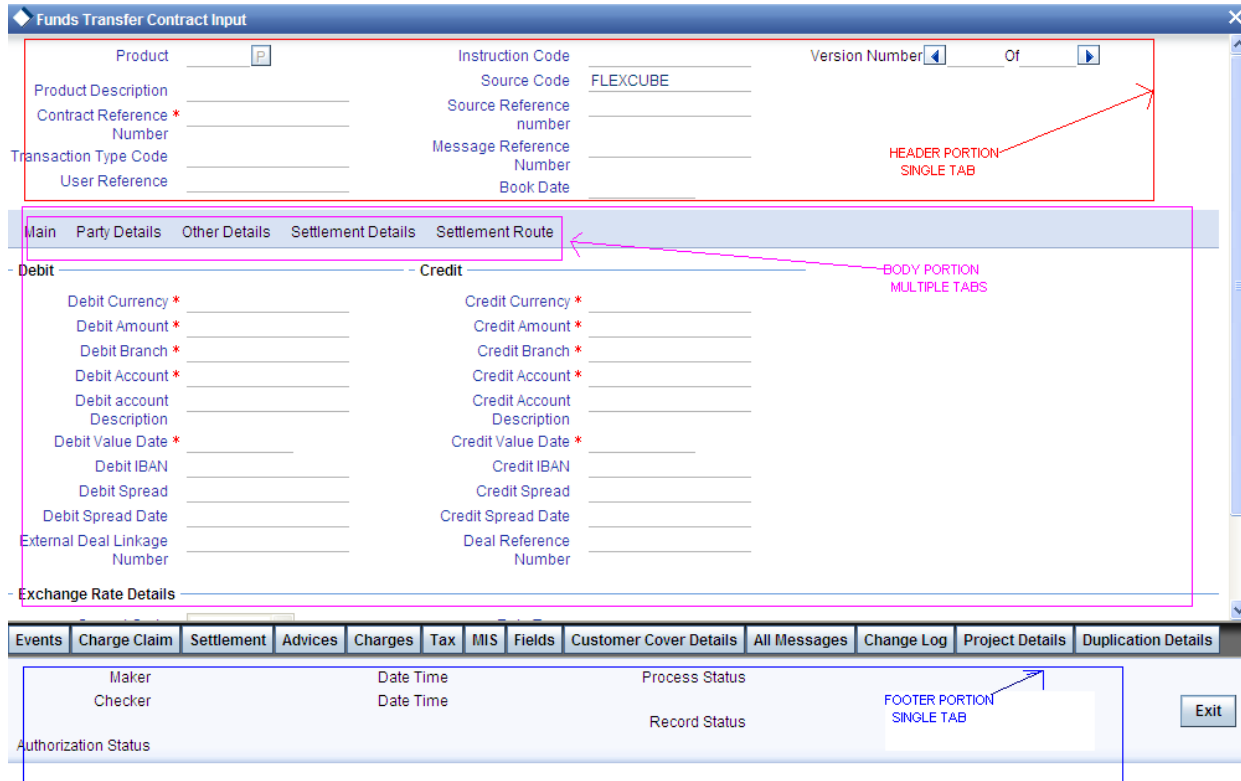 Funds Transfer Contract Input
Product P Instruction Code Version Number Of
Source Code FLEXCUBE
Product Description
Source Reference number
Contract Reference Number *
Message Reference Number
Transaction Type Code
User Reference
Book Date
HEADER PORTION
SINGLE TAB
Main Party Details Other Details Settlement Details Settlement Route
BODY PORTION
MULTIPLE TABS
Debit Credit
Debit Currency * Credit Currency *
Debit Amount * Credit Amount *
Debit Branch * Credit Branch *
Debit Account * Credit Account *
Debit account Description Credit Account Description
Debit Value Date * Credit Value Date *
Debit IBAN Credit IBAN
Debit Spread Credit Spread
Debit Spread Date Credit Spread Date
External Deal Linkage Number Deal Reference Number
Exchange Rate Details
Events Charge Claim Settlement Advices Charges Tax MIS Fields Customer Cover Details All Messages Change Log Project Details Duplication Details
Maker Date Time Process Status
Checker Date Time
Record Status
Authorization Status
FOOTER PORTION
SINGLE TAB
Exit